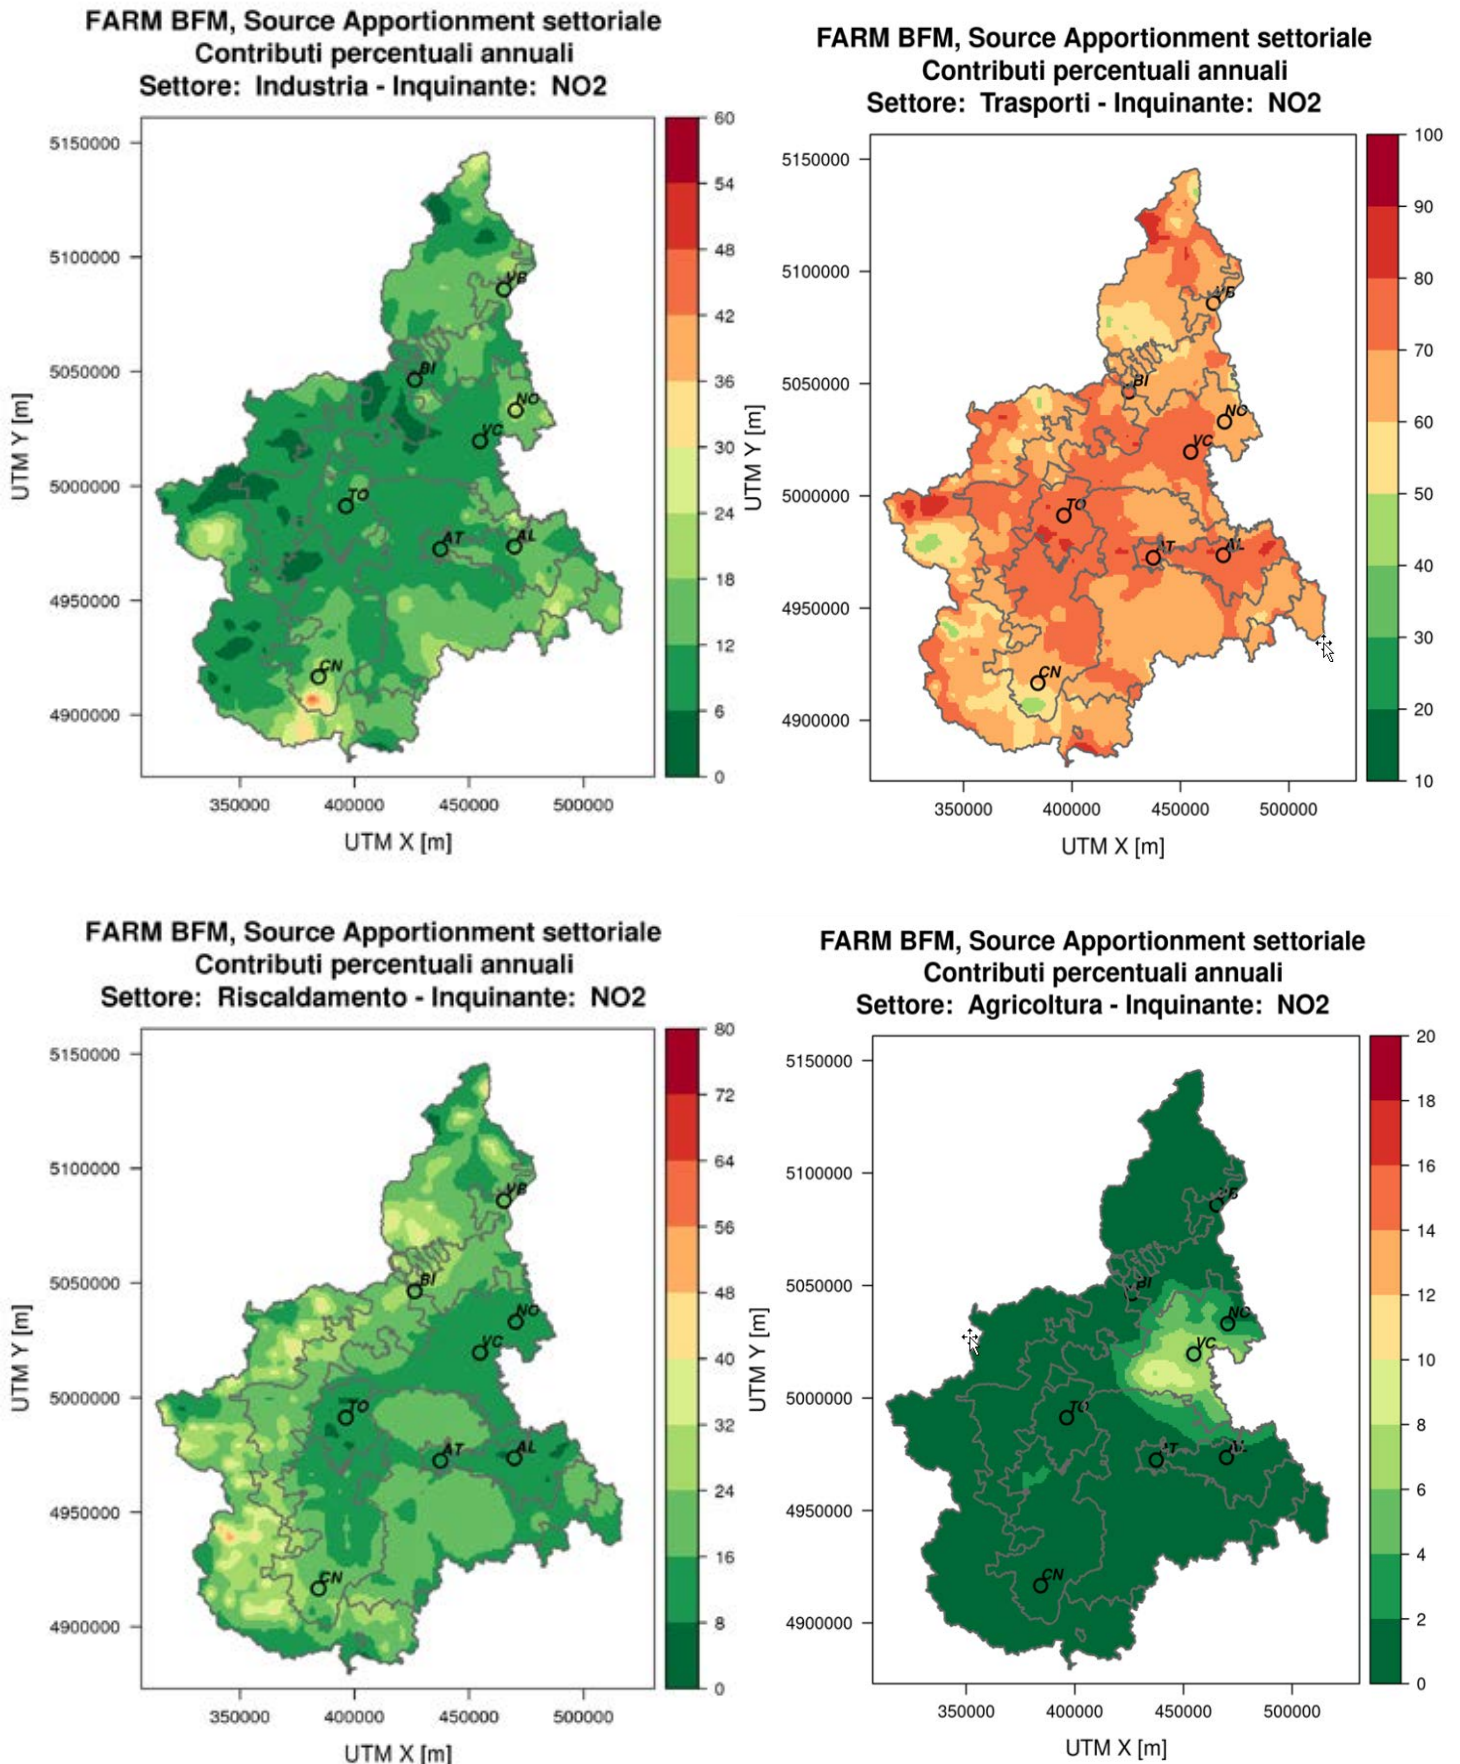 FARM BFM, Source Apportionment settoriale
Contributi percentuali annuali
Settore: Industria - Inquinante: NO2
UTM Y [m]
5150000
5100000
5050000
5000000
4950000
4900000
VB
BI
NO
VC
TO
AT
AL
CN
350000
400000
450000
500000
UTM X [m]
60
54
48
42
36
30
24
18
12
6
0
FARM BFM, Source Apportionment settoriale
Contributi percentuali annuali
Settore: Trasporti - Inquinante: NO2
UTM Y [m]
5150000
5100000
5050000
5000000
4950000
4900000
VB
BI
NO
VC
TO
AT
AL
CN
350000
400000
450000
500000
UTM X [m]
100
90
80
70
60
50
40
30
20
10
FARM BFM, Source Apportionment settoriale
Contributi percentuali annuali
Settore: Riscaldamento - Inquinante: NO2
UTM Y [m]
5150000
5100000
5050000
5000000
4950000
4900000
VB
BI
NO
VC
TO
AT
AL
CN
350000
400000
450000
500000
UTM X [m]
80
72
64
56
48
40
32
24
16
8
0
FARM BFM, Source Apportionment settoriale
Contributi percentuali annuali
Settore: Agricoltura - Inquinante: NO2
UTM Y [m]
5150000
5100000
5050000
5000000
4950000
4900000
VB
BI
NO
VC
TO
AT
AL
CN
350000
400000
450000
500000
UTM X [m]
20
18
16
14
12
10
8
6
4
2
0